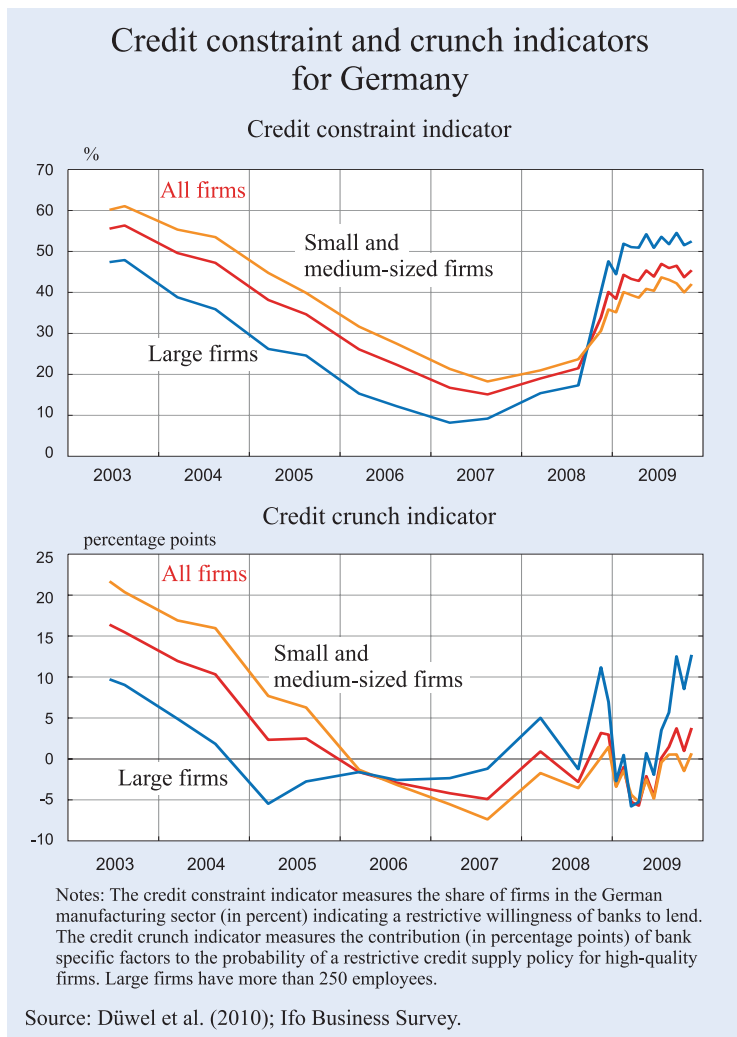 Credit constraint and crunch indicators
for Germany
Credit constraint indicator
%
70
60
50
40
30
20
10
0
All firms
Small and
medium-sized firms
Large firms
2003 2004 2005 2006 2007 2008 2009
Credit crunch indicator
percentage points
25
20
15
10
5
0
-5
-10
All firms
Small and
medium-sized firms
Large firms
2003 2004 2005 2006 2007 2008 2009
Notes: The credit constraint indicator measures the share of firms in the German
manufacturing sector (in percent) indicating a restrictive willingness of banks to lend.
The credit crunch indicator measures the contribution (in percentage points) of bank
specific factors to the probability of a restrictive credit supply policy for high-quality
firms. Large firms have more than 250 employees.
Source: Düwel et al. (2010); Ifo Business Survey.